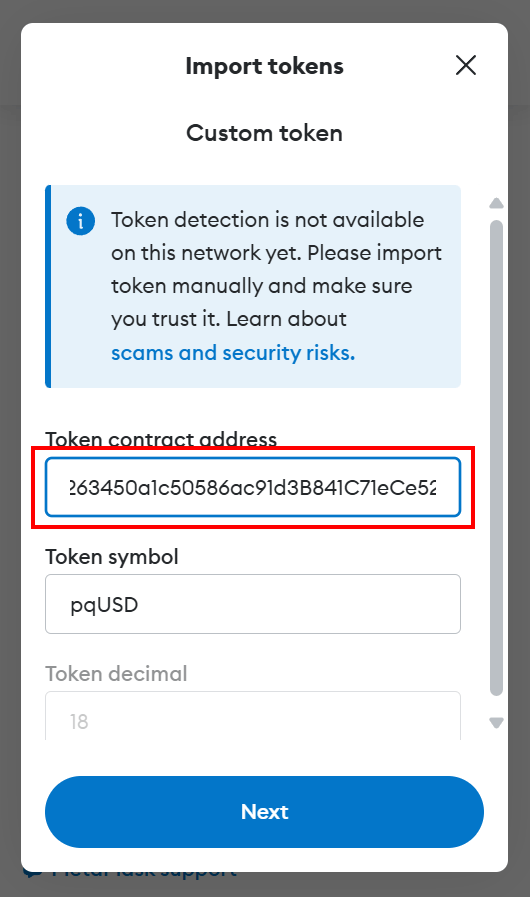 Import tokens
Custom token
Token detection is not available
on this network yet. Please import
token manually and make sure
you trust it. Learn about
scams and security risks.
Token contract address
263450a1c50586ac91d3B841C71eCe52
Token symbol
pqUSD
Token decimal
18
Next
MetaMask support